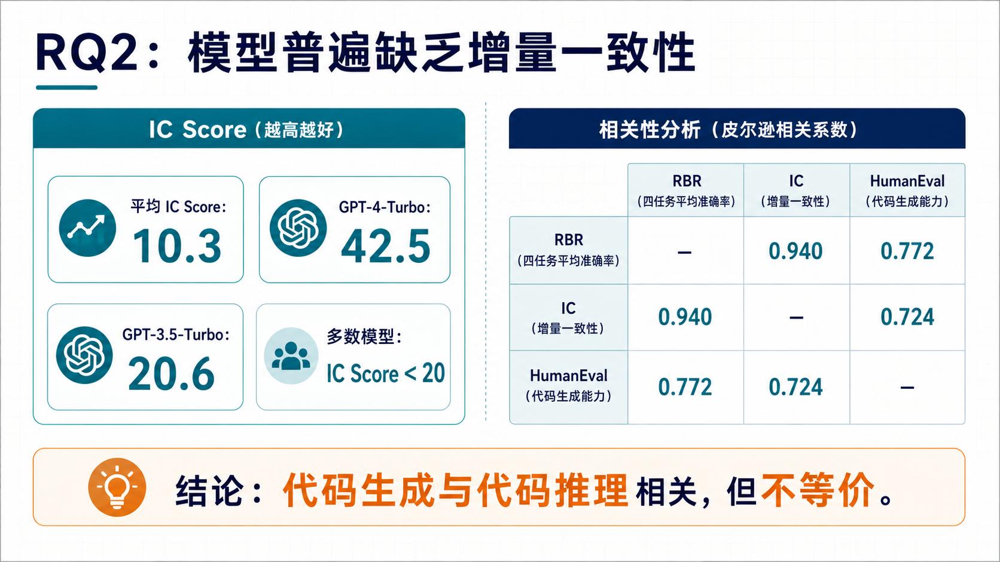 RQ2：模型普遍缺乏增量一致性
IC Score（越高越好）
平均 IC Score：
10.3
GPT-4-Turbo：
42.5
GPT-3.5-Turbo：
20.6
多数模型：
IC Score < 20
相关性分析（皮尔逊相关系数）
RBR
（四任务平均准确率）
IC
（增量一致性）
HumanEval
（代码生成能力）
RBR
（四任务平均准确率）
–
0.940
0.772
IC
（增量一致性）
0.940
–
0.724
HumanEval
（代码生成能力）
0.772
0.724
–
结论：代码生成与代码推理相关，但不等价。